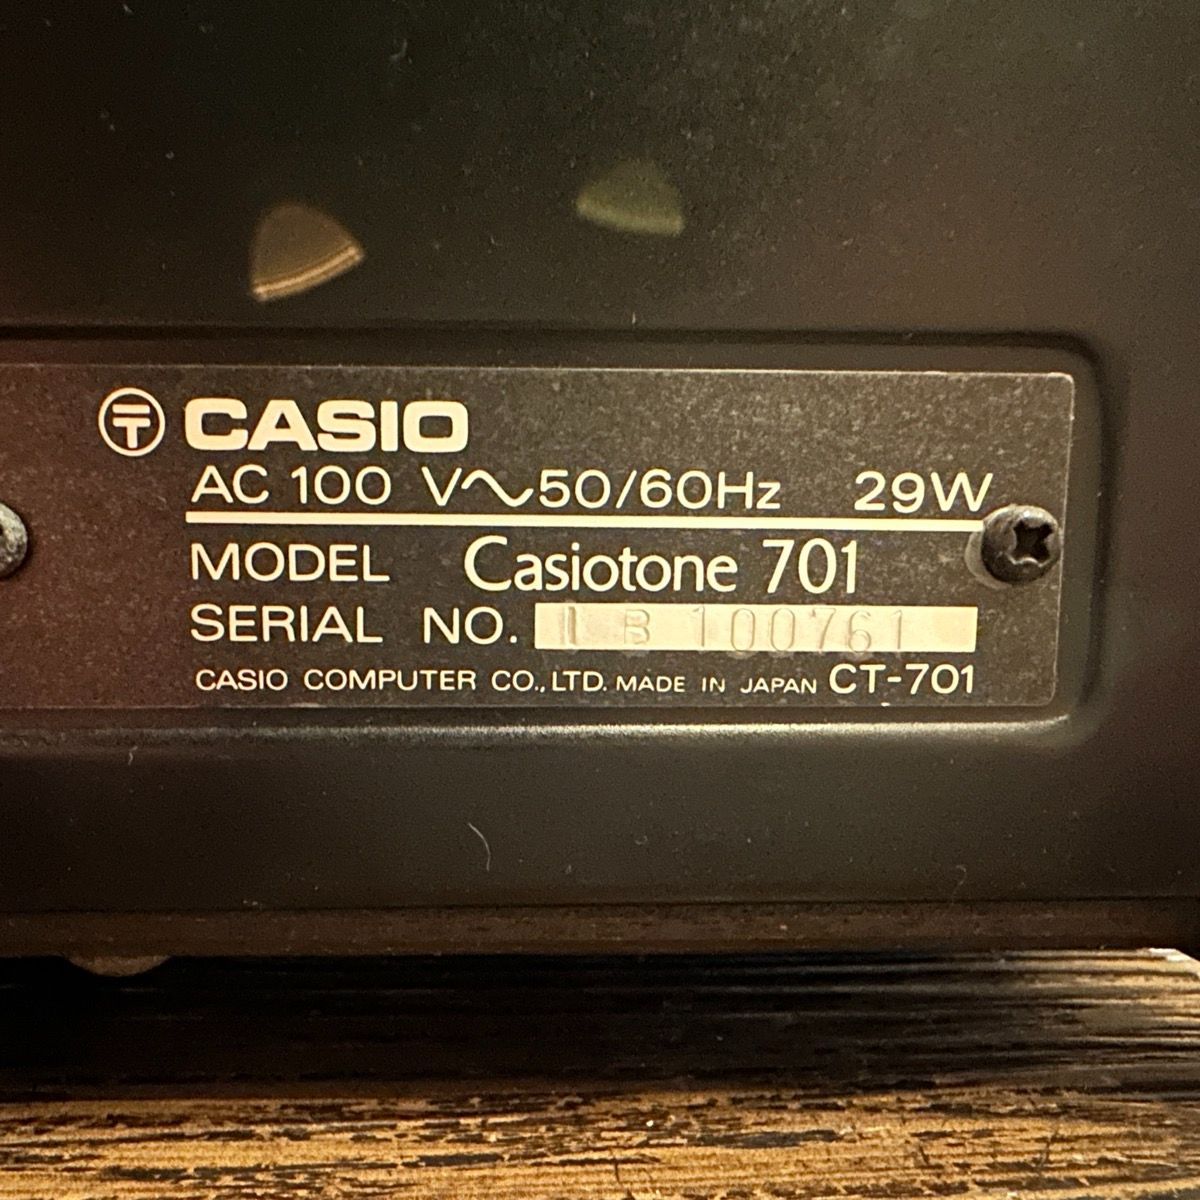 CASIO
AC 100 V~50/60Hz 29W
MODEL Casiotone 701
SERIAL NO. 1 B 100761
CASIO COMPUTER CO., LTD. MADE IN JAPAN CT-701